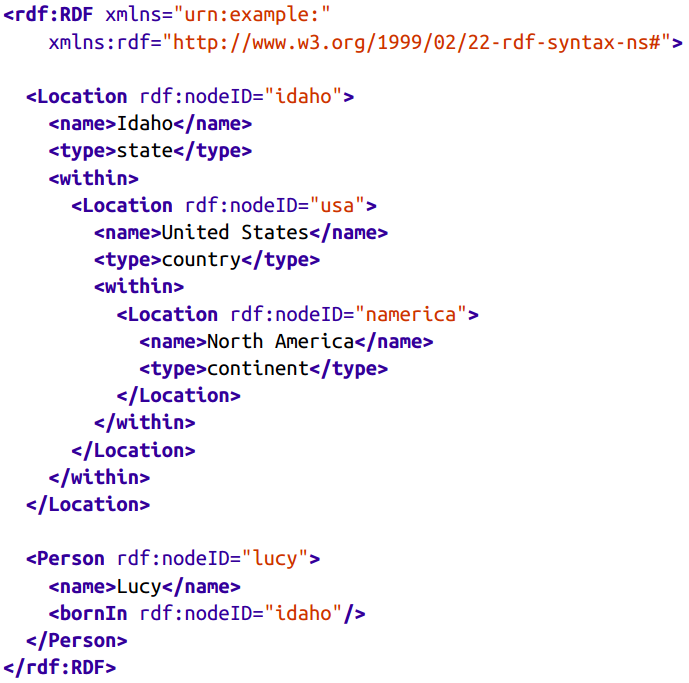 <rdf:RDF xmlns="urn:example:"
    xmlns:rdf="http://www.w3.org/1999/02/22-rdf-syntax-ns#">

  <Location rdf:nodeID="idaho">
    <name>Idaho</name>
    <type>state</type>
    <within>
      <Location rdf:nodeID="usa">
        <name>United States</name>
        <type>country</type>
        <within>
          <Location rdf:nodeID="namerica">
            <name>North America</name>
            <type>continent</type>
          </Location>
        </within>
      </Location>
    </within>
  </Location>

  <Person rdf:nodeID="lucy">
    <name>Lucy</name>
    <bornIn rdf:nodeID="idaho"/>
  </Person>
</rdf:RDF>